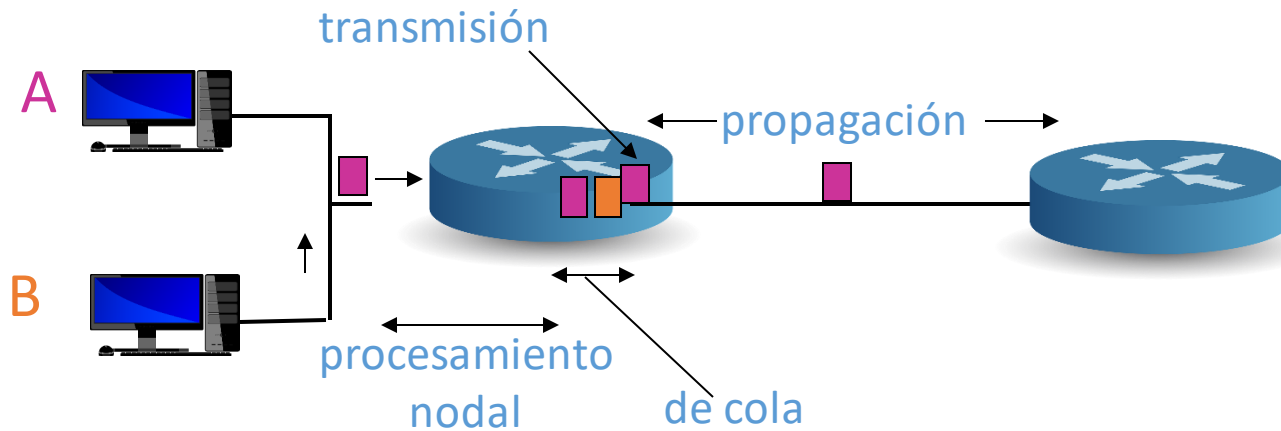 transmisión
A
propagación
B
procesamiento
nodal
de cola